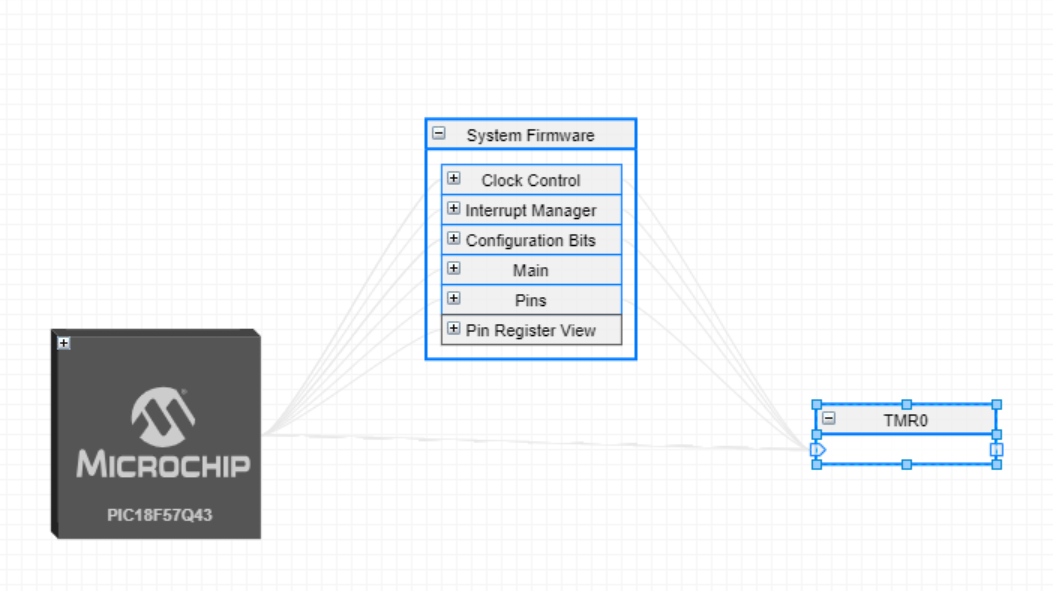 System Firmware
Clock Control
Interrupt Manager
Configuration Bits
Main
Pins
Pin Register View
TMR0
MICROCHIP
PIC18F57Q43